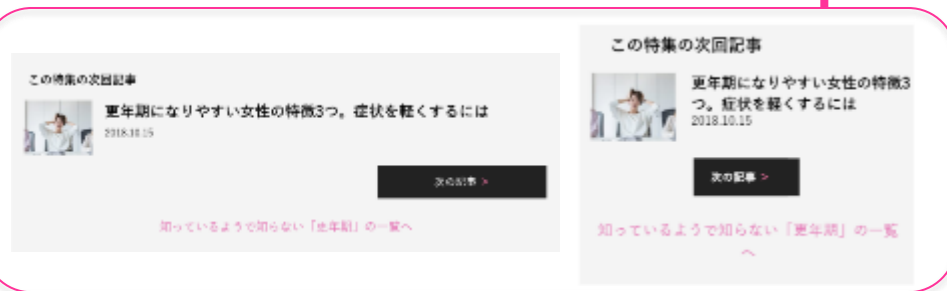 この特集の次回記事
更年期になりやすい女性の特徴3つ。症状を軽くするには
2018.10.15
次の記事 >
知っているようで知らない「更年期」の一覧へ
この特集の次回記事
更年期になりやすい女性の特徴3
つ。症状を軽くするには
2018.10.15
次の記事 >
知っているようで知らない「更年期」の一覧
へ